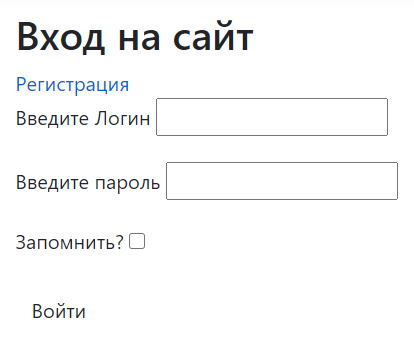 Вход на сайт
Регистрация
Введите Логин
Введите пароль
Запомнить?
Войти